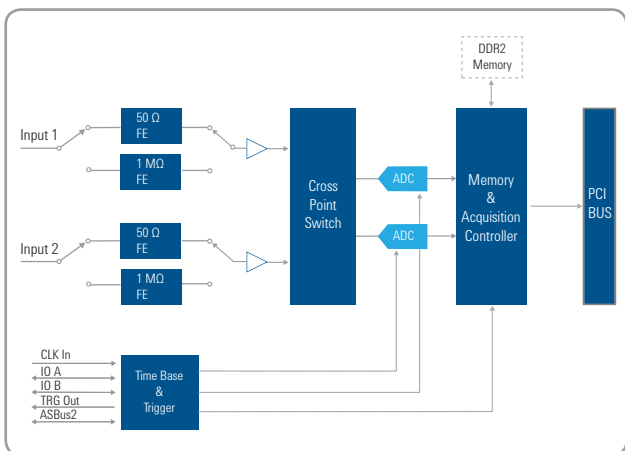 DDR2
Memory
Input 1
50 Ω
FE
1 MΩ
FE
Input 2
50 Ω
FE
1 MΩ
FE
Cross
Point
Switch
ADC
ADC
Memory
&
Acquisition
Controller
PCI
BUS
CLK In
IO A
IO B
TRG Out
ASBus2
Time Base
&
Trigger